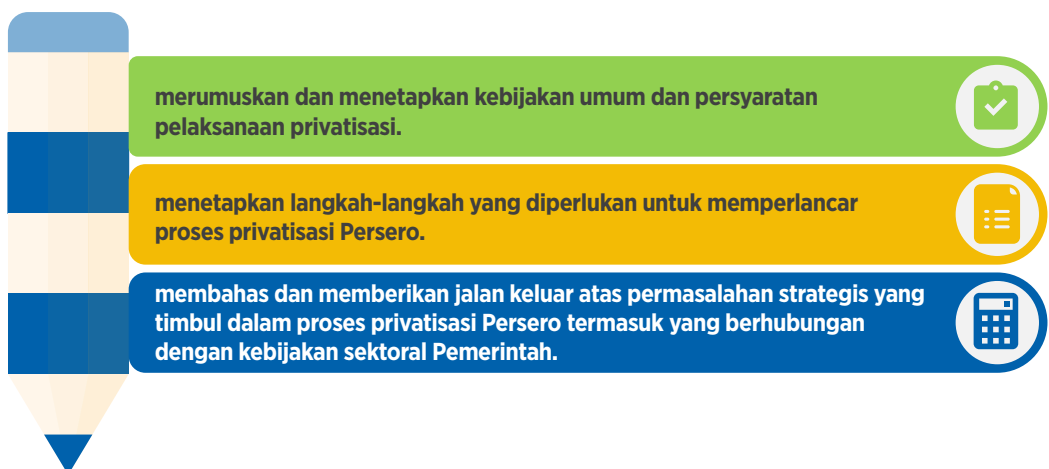 merumuskan dan menetapkan kebijakan umum dan persyaratan
pelaksanaan privatisasi.
menetapkan langkah-langkah yang diperlukan untuk memperlancar
proses privatisasi Persero.
membahas dan memberikan jalan keluar atas permasalahan strategis yang
timbul dalam proses privatisasi Persero termasuk yang berhubungan
dengan kebijakan sektoral Pemerintah.